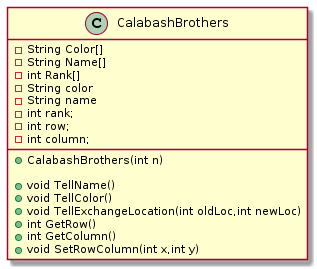 C CalabashBrothers
String Color[]
String Name[]
int Rank[]
String color
String name
int rank;
int row;
int column;
CalabashBrothers(int n)
void TellName()
void TellColor()
void TellExchangeLocation(int oldLoc,int newLoc)
int GetRow()
int GetColumn()
void SetRowColumn(int x,int y)